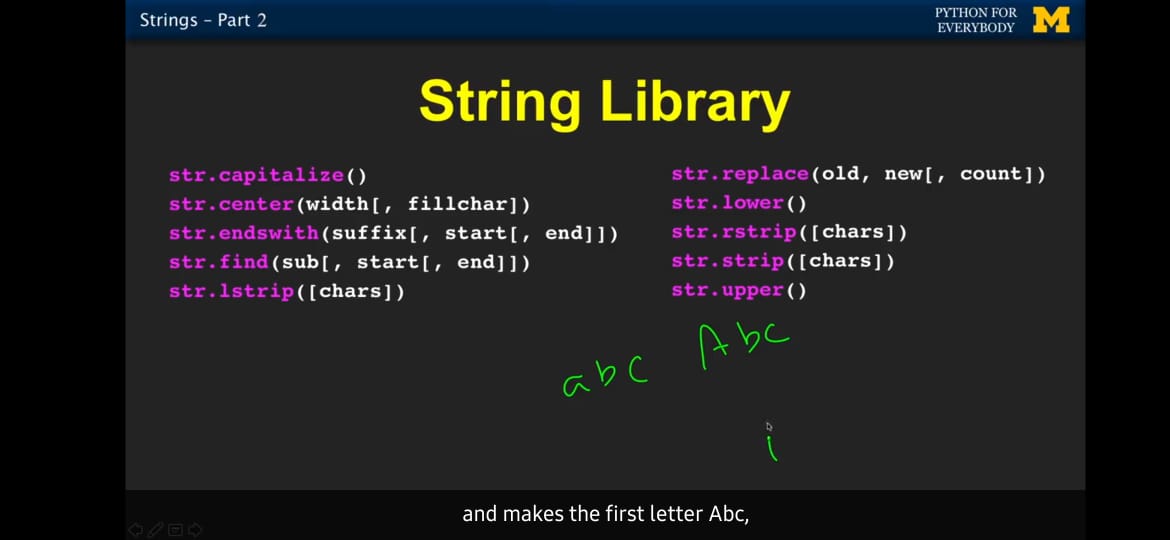 Strings – Part 2
PYTHON FOR
EVERYBODY
M
String Library
str.capitalize()
str.center(width[, fillchar])
str.endswith(suffix[, start[, end]])
str.find(sub[, start[, end]])
str.lstrip([chars])
str.replace(old, new[, count])
str.lower()
str.rstrip([chars])
str.strip([chars])
str.upper()
abc Abc
and makes the first letter Abc,